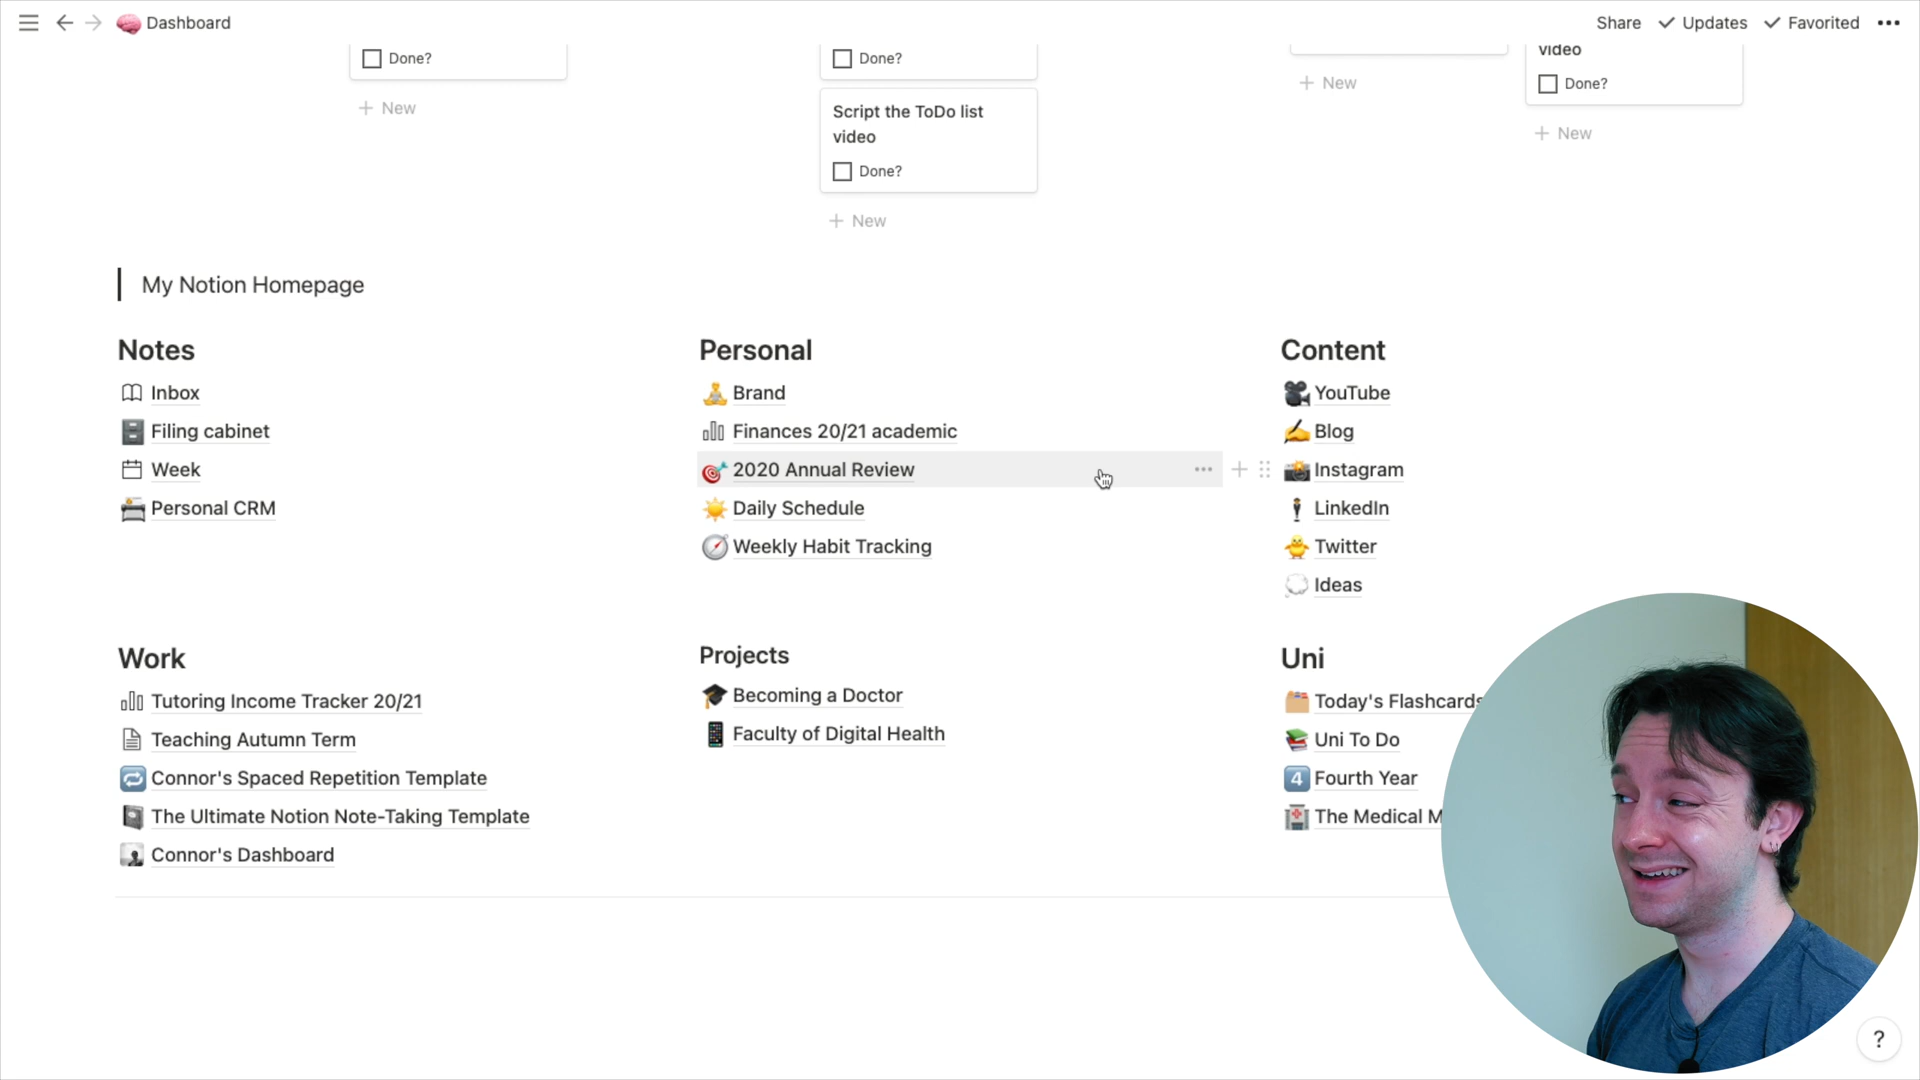 Dashboard
Share
Updates
Favorited
Done?
+ New
Done?
Script the ToDo list
video
Done?
+ New
+ New
video
Done?
+ New
My Notion Homepage
Notes
Inbox
Filing cabinet
Week
Personal CRM
Personal
Brand
Finances 20/21 academic
2020 Annual Review
Daily Schedule
Weekly Habit Tracking
Content
YouTube
Blog
Instagram
LinkedIn
Twitter
Ideas
Work
Tutoring Income Tracker 20/21
Teaching Autumn Term
Connor's Spaced Repetition Template
The Ultimate Notion Note-Taking Template
Connor's Dashboard
Projects
Becoming a Doctor
Faculty of Digital Health
Uni
Today's Flashcards
Uni To Do
4 Fourth Year
The Medical M
?